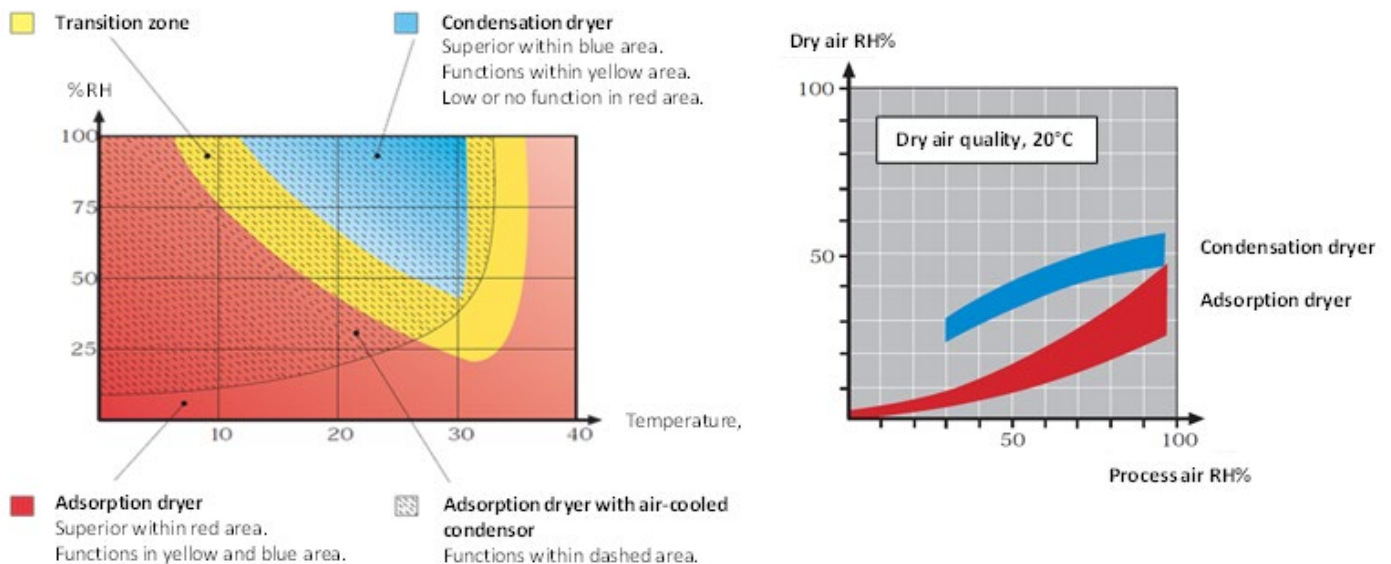 Transition zone
Condensation dryer
Superior within blue area.
Functions within yellow area.
Low or no function in red area.
%RH
100
75
50
25
10
20
30
40
Temperature,
Adsorption dryer
Superior within red area.
Functions in yellow and blue area.
Adsorption dryer with air-cooled
condensor
Functions within dashed area.
Dry air RH%
100
Dry air quality, 20°C
50
Condensation dryer
Adsorption dryer
50
100
Process air RH%